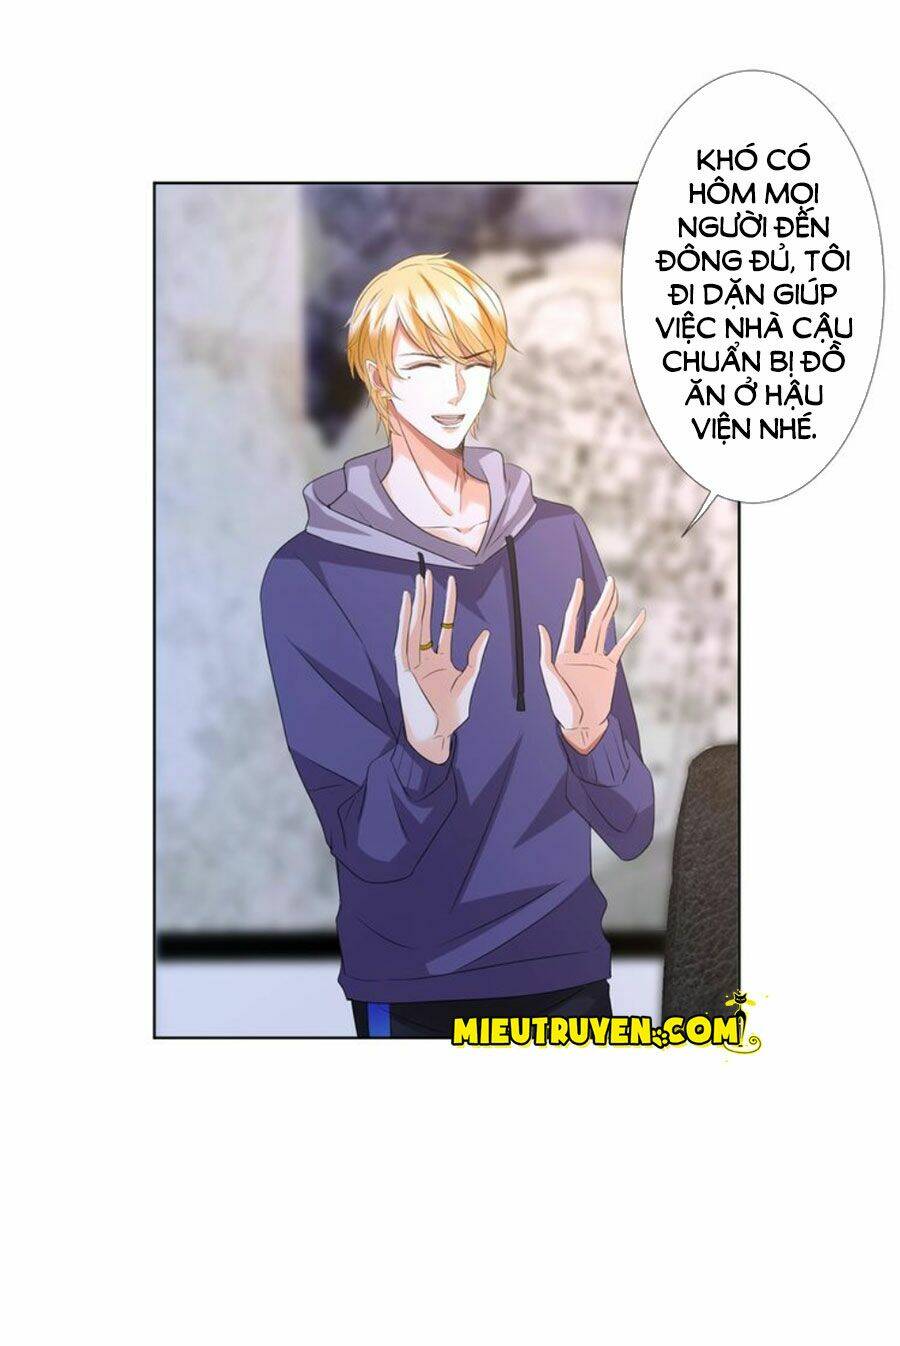 KHÓ CÓ
HÔM MỌI
NGƯỜI ĐẾN
ĐÔNG ĐỦ, TÔI
ĐI DẶN GIÚP
VIỆC NHÀ CẬU
CHUẨN BỊ ĐỒ
ĂN Ở HẬU
VIỆN NHÉ.
MIEUTRUYEN.COM